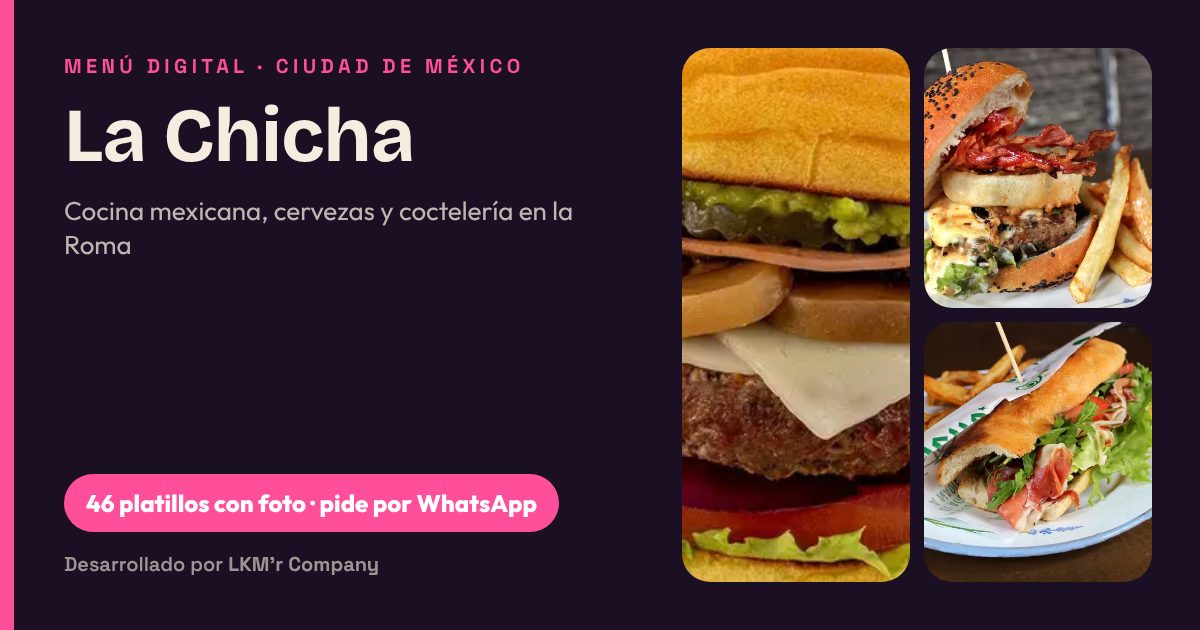 MENÚ DIGITAL · CIUDAD DE MÉXICO
La Chicha
Cocina mexicana, cervezas y coctelería en la
Roma
46 platillos con foto · pide por WhatsApp
Desarrollado por LKM’r Company